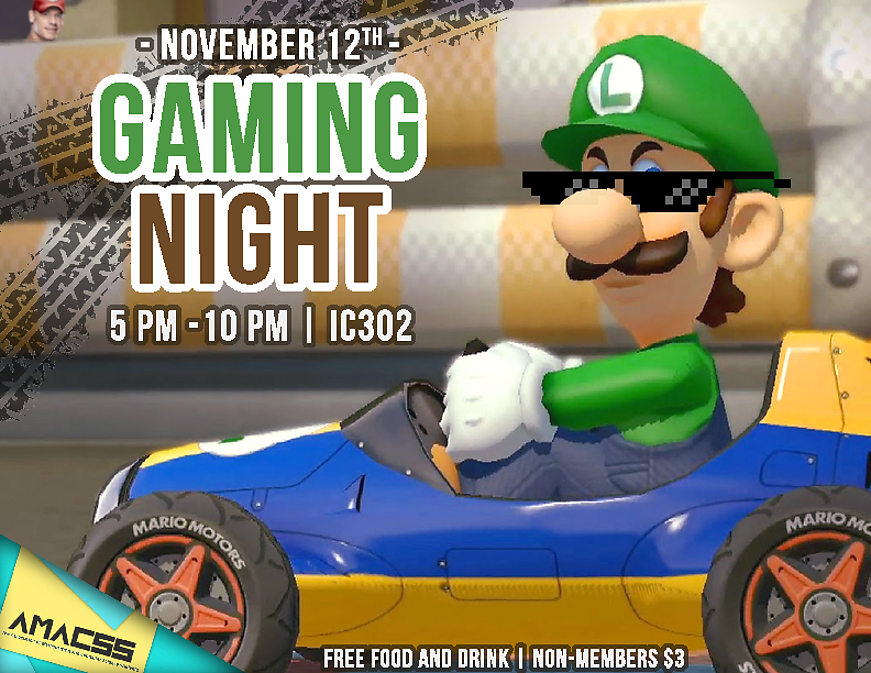 - NOVEMBER 12TH -
GAMING
NIGHT
5 PM - 10 PM | IC302
L
MARIO MOTORS
MARIO MO
AMACSS
FREE FOOD AND DRINK | NON-MEMBERS $3